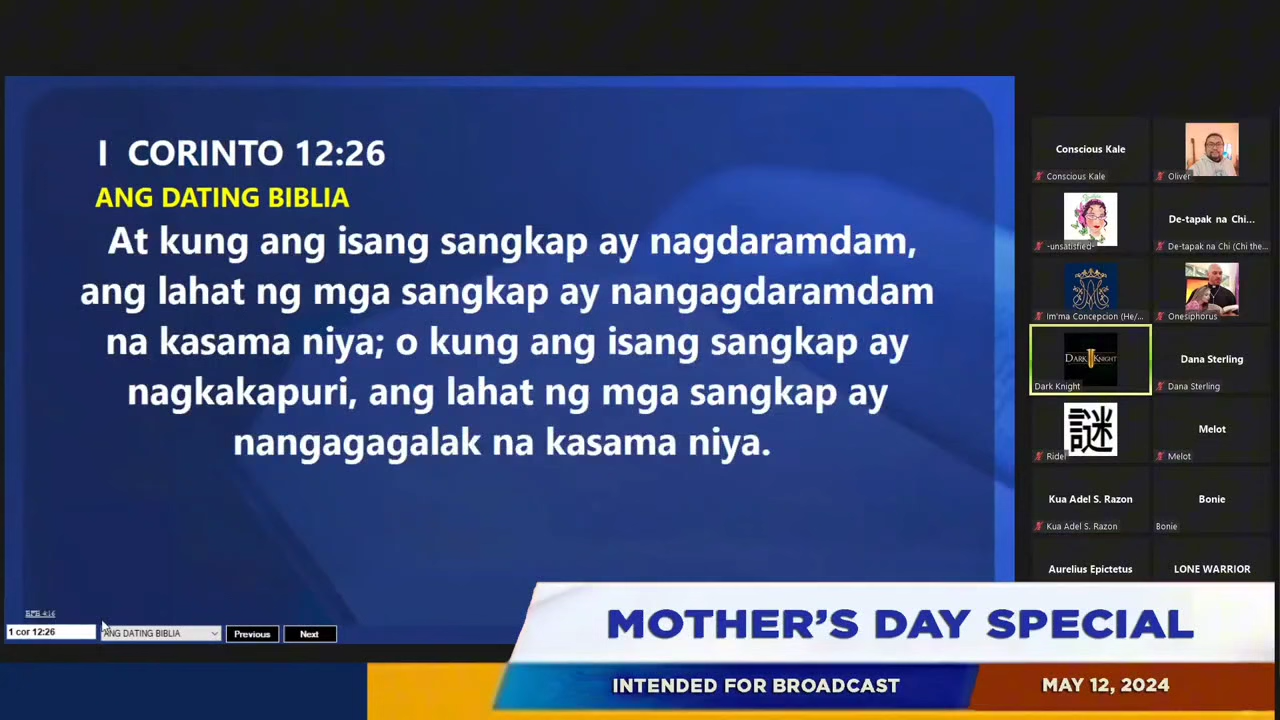 I CORINTO 12:26
ANG DATING BIBLIA
At kung ang isang sangkap ay nagdaramdam,
ang lahat ng mga sangkap ay nangagdaramdam
na kasama niya; o kung ang isang sangkap ay
nagkakapuri, ang lahat ng mga sangkap ay
nangagagalak na kasama niya.
EPH 4:16
1 cor 12:26
ANG DATING BIBLIA
Previous
Next
Conscious Kale
Conscious Kale
Oliver
-unsatisfied-
De-tapak na Chi...
De-tapak na Chi (Chi the...
Im'ma Concepcion (He/...
Onesiphorus
DARK KNIGHT
Dark Knight
Dana Sterling
Dana Sterling
謎
Ridel
Melot
Melot
Kua Adel S. Razon
Kua Adel S. Razon
Bonie
Bonie
Aurelius Epictetus
LONE WARRIOR
MOTHER'S DAY SPECIAL
INTENDED FOR BROADCAST
MAY 12, 2024